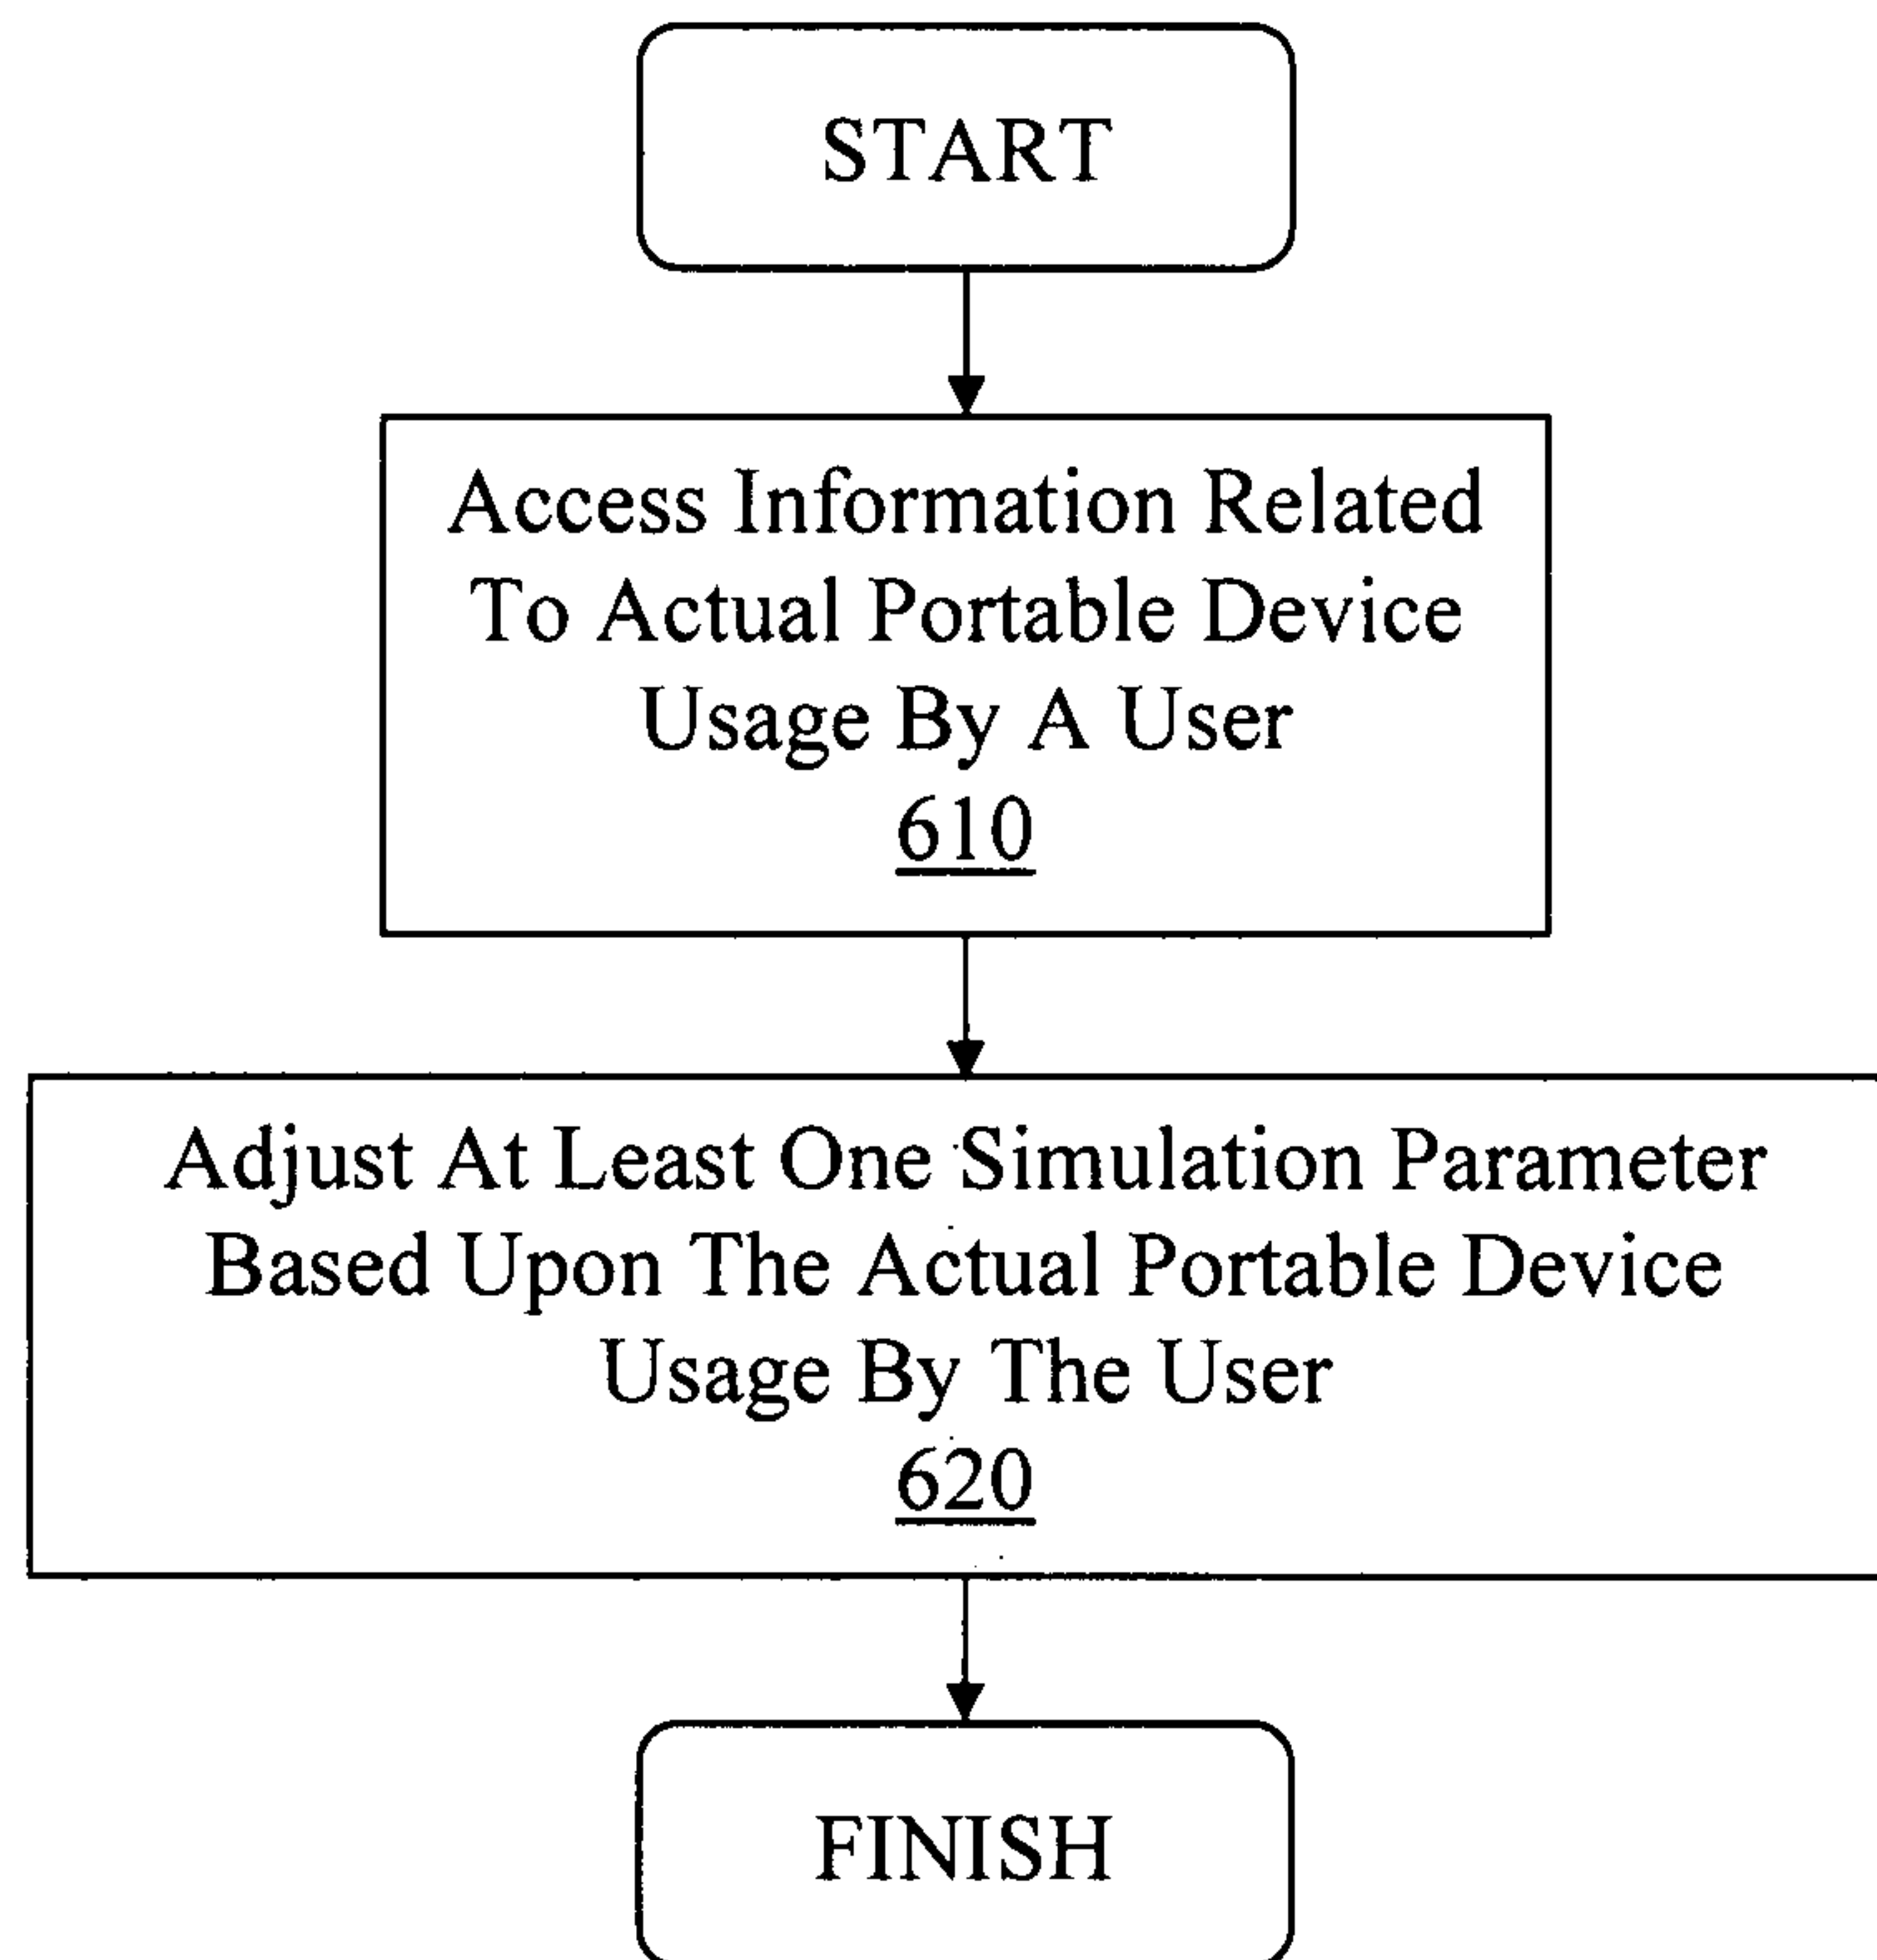 START
Access Information Related
To Actual Portable Device
Usage By A User
610
Adjust At Least One Simulation Parameter
Based Upon The Actual Portable Device
Usage By The User
620
FINISH